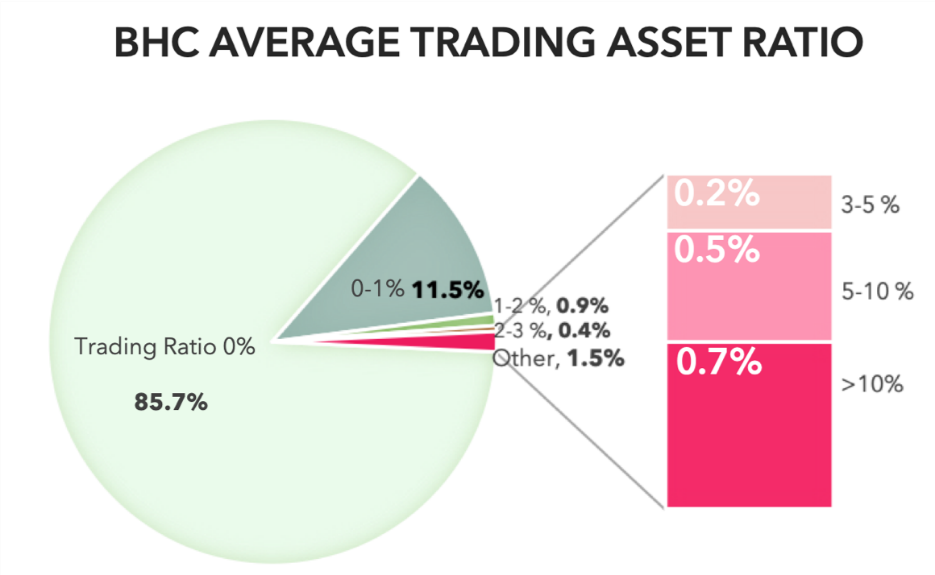 BHC AVERAGE TRADING ASSET RATIO
0.2%
3-5 %
0.5%
5-10 %
0-1% 11.5%
1-2 %, 0.9%
2-3 %, 0.4%
Other, 1.5%
Trading Ratio 0%
85.7%
0.7%
>10%